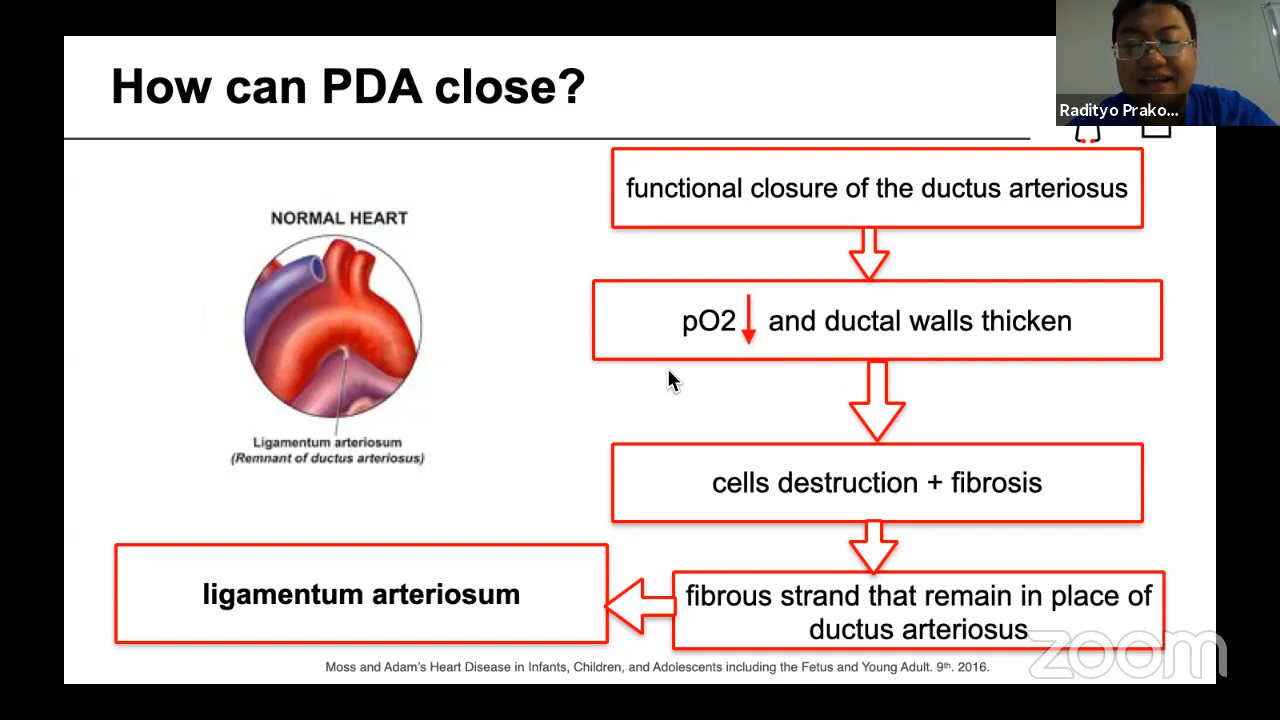 How can PDA close?
Radityo Prako...
functional closure of the ductus arteriosus
NORMAL HEART
pO2 ↓ and ductal walls thicken
Ligamentum arteriosum
(Remnant of ductus arteriosus)
cells destruction + fibrosis
fibrous strand that remain in place of
ductus arteriosus
ligamentum arteriosum
Moss and Adam's Heart Disease in Infants, Children, and Adolescents including the Fetus and Young Adult. 9th. 2016.
zoom